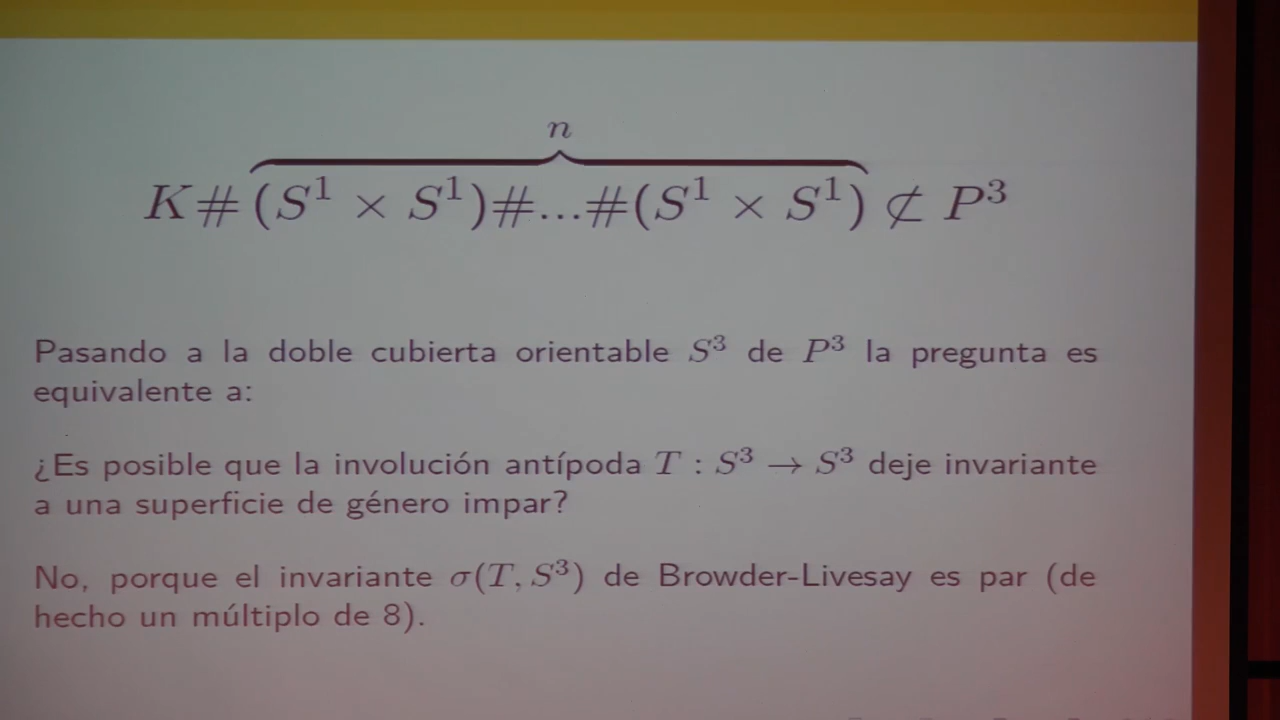 n
K#(S¹ × S¹)#...#(S¹ × S¹) ⊄ P³
Pasando a la doble cubierta orientable S³ de P³ la pregunta es
equivalente a:
¿Es posible que la involución antípoda T : S³ → S³ deje invariante
a una superficie de género impar?
No, porque el invariante σ(T, S³) de Browder-Livesay es par (de
hecho un múltiplo de 8).